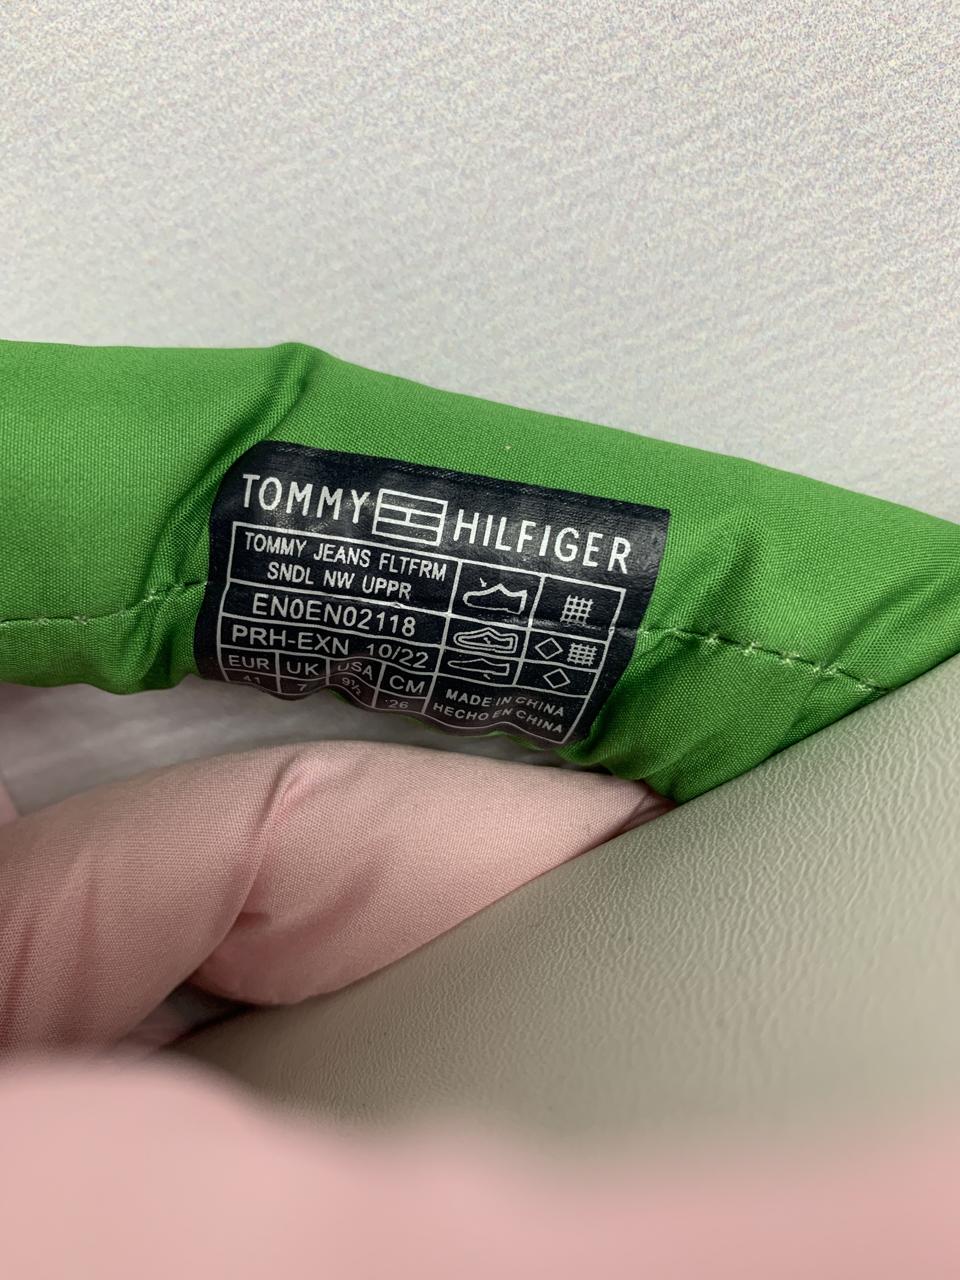 TOMMY HILFIGER
TOMMY JEANS FLTFRM
SNDL NW UPPR
EN0EN02118
PRH-EXN 10/22
EUR UK USA CM
41 7 9½ 26
MADE IN CHINA
HECHO EN CHINA